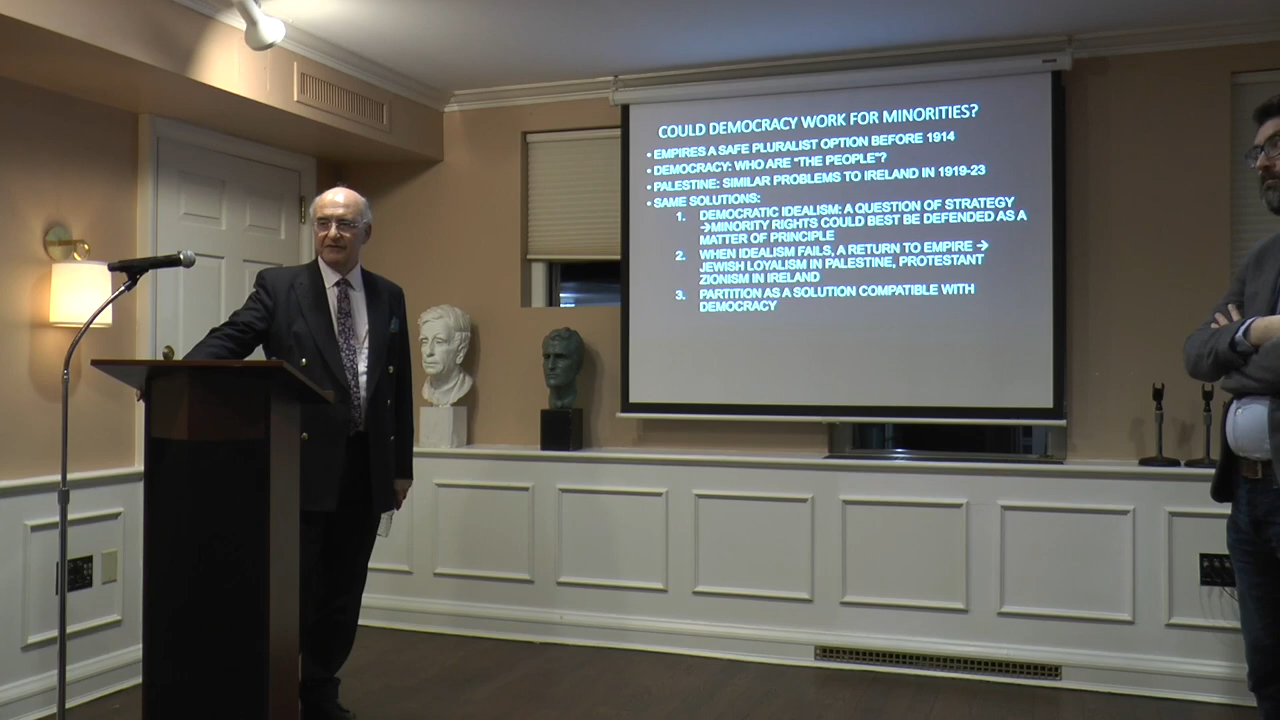 COULD DEMOCRACY WORK FOR MINORITIES?
• EMPIRES A SAFE PLURALIST OPTION BEFORE 1914
• DEMOCRACY: WHO ARE "THE PEOPLE"?
• PALESTINE: SIMILAR PROBLEMS TO IRELAND IN 1919-23
• SAME SOLUTIONS:
1. DEMOCRATIC IDEALISM: A QUESTION OF STRATEGY
→MINORITY RIGHTS COULD BEST BE DEFENDED AS A
MATTER OF PRINCIPLE
2. WHEN IDEALISM FAILS, A RETURN TO EMPIRE →
JEWISH LOYALISM IN PALESTINE, PROTESTANT
ZIONISM IN IRELAND
3. PARTITION AS A SOLUTION COMPATIBLE WITH
DEMOCRACY